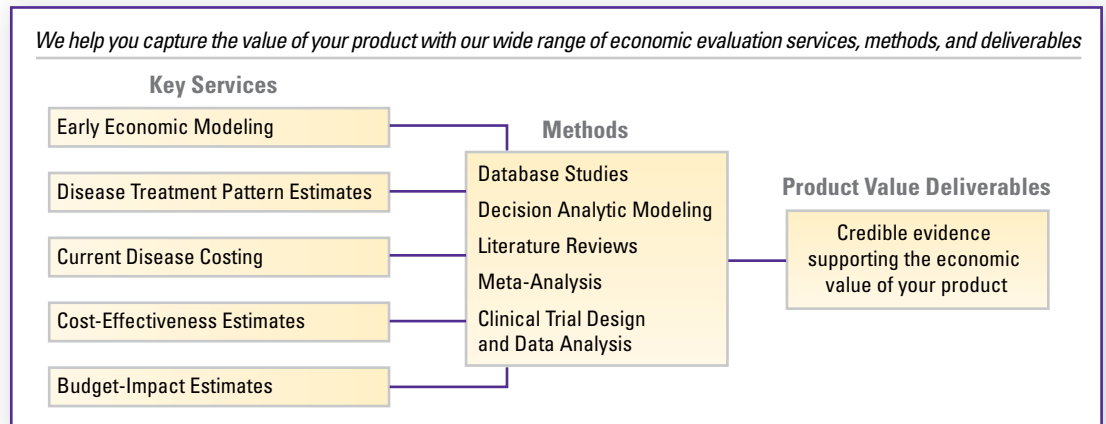 We help you capture the value of your product with our wide range of economic evaluation services, methods, and deliverables
Key Services
Early Economic Modeling
Disease Treatment Pattern Estimates
Current Disease Costing
Cost-Effectiveness Estimates
Budget-Impact Estimates
Methods
Database Studies
Decision Analytic Modeling
Literature Reviews
Meta-Analysis
Clinical Trial Design
and Data Analysis
Product Value Deliverables
Credible evidence
supporting the economic
value of your product